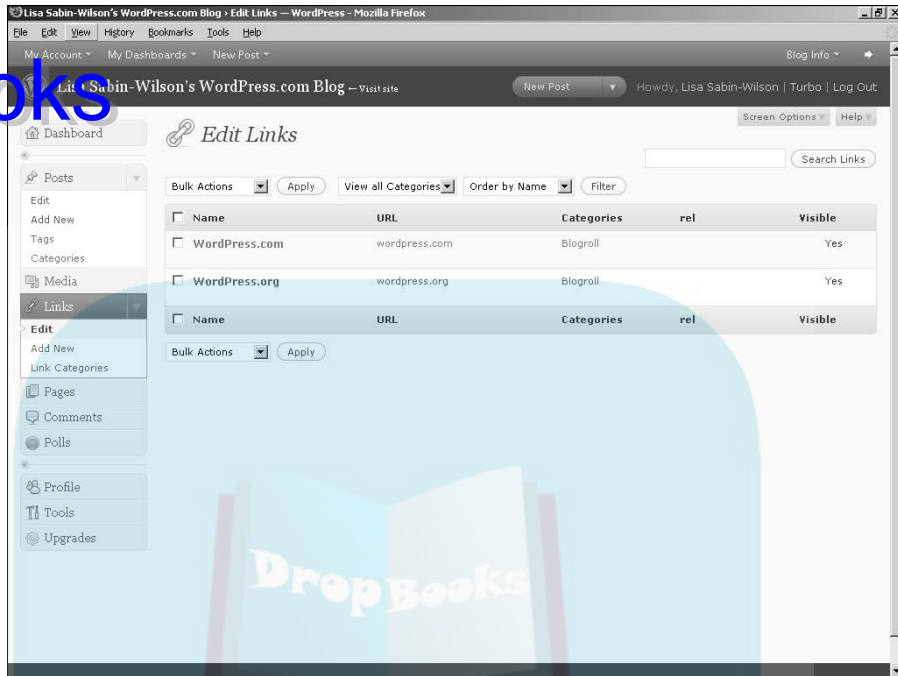 Lisa Sabin-Wilson's WordPress.com Blog › Edit Links — WordPress - Mozilla Firefox
File Edit View History Bookmarks Tools Help
My Account My Dashboards New Post Blog Info
Lisa Sabin-Wilson's WordPress.com Blog ← Visit site New Post Howdy, Lisa Sabin-Wilson | Turbo | Log Out
oks
Screen Options Help
Dashboard
Edit Links
Search Links
Posts
Edit
Add New
Tags
Categories
Media
Links
Edit
Add New
Link Categories
Pages
Comments
Polls
Profile
Tools
Upgrades
Bulk Actions Apply View all Categories Order by Name Filter
Name URL Categories rel Visible
WordPress.com wordpress.com Blogroll Yes
WordPress.org wordpress.org Blogroll Yes
Name URL Categories rel Visible
Bulk Actions Apply
DropBooks